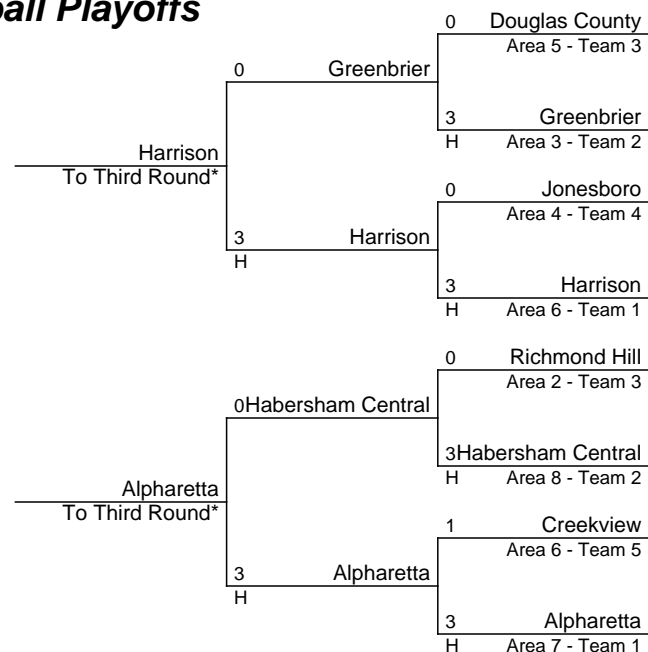 ball Playoffs
0 Douglas County
Area 5 - Team 3
0 Greenbrier
3 Greenbrier
H Area 3 - Team 2
Harrison
To Third Round*
0 Jonesboro
Area 4 - Team 4
3 Harrison
H
3 Harrison
H Area 6 - Team 1
0 Richmond Hill
Area 2 - Team 3
0Habersham Central
3Habersham Central
H Area 8 - Team 2
Alpharetta
To Third Round*
1 Creekview
Area 6 - Team 5
3 Alpharetta
H
3 Alpharetta
H Area 7 - Team 1